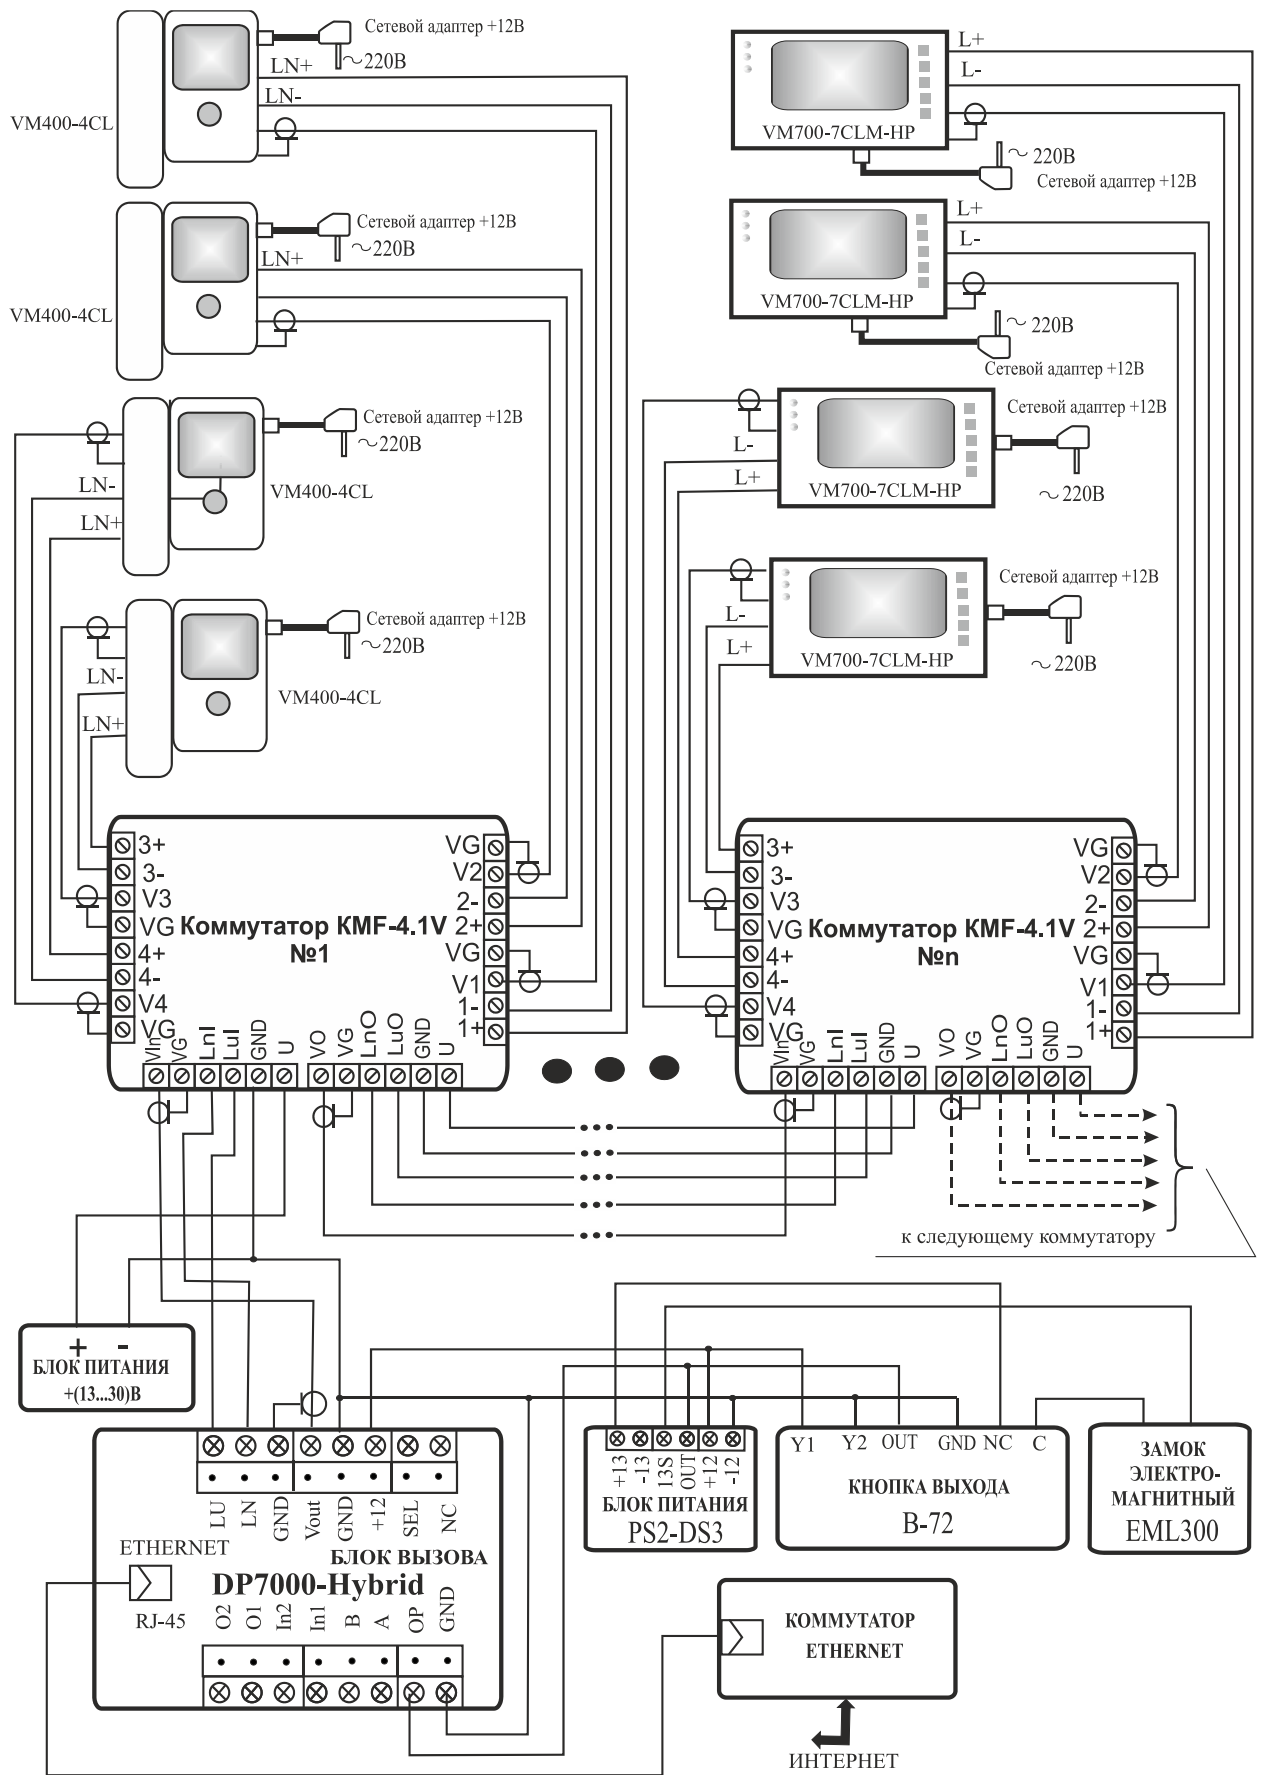 Сетевой адаптер +12В
~220В
LN+
LN-
VM400-4CL
Сетевой адаптер +12В
~220В
LN+
VM400-4CL
Сетевой адаптер +12В
~220В
LN-
LN+
VM400-4CL
Сетевой адаптер +12В
~220В
LN-
LN+
VM400-4CL
L+
L-
VM700-7CLM-HP
~220В
Сетевой адаптер +12В
L+
L-
VM700-7CLM-HP
~220В
Сетевой адаптер +12В
Сетевой адаптер +12В
L-
L+
VM700-7CLM-HP
~220В
Сетевой адаптер +12В
L-
L+
VM700-7CLM-HP
~220В
3+
3-
V3
VG
4+
4-
V4
VG
Коммутатор KMF-4.1V
№1
VG
V2
2-
2+
VG
V1
1-
1+
VIn
VG
LnI
LuI
GND
U
VO
VG
LnO
LuO
GND
U
3+
3-
V3
VG
4+
4-
V4
VG
Коммутатор KMF-4.1V
№n
VG
V2
2-
2+
VG
V1
1-
1+
VIn
VG
LnI
LuI
GND
U
VO
VG
LnO
LuO
GND
U
к следующему коммутатору
+ -
БЛОК ПИТАНИЯ
+(13...30)В
LU
LN
GND
Vout
GND
+12
SEL
NC
ETHERNET
БЛОК ВЫЗОВА
DP7000-Hybrid
RJ-45
O2
O1
In2
In1
B
A
OP
GND
+13
-13
13S
OUT
+12
-12
БЛОК ПИТАНИЯ
PS2-DS3
Y1 Y2 OUT GND NC C
КНОПКА ВЫХОДА
B-72
ЗАМОК
ЭЛЕКТРО-
МАГНИТНЫЙ
EML300
КОММУТАТОР
ETHERNET
ИНТЕРНЕТ